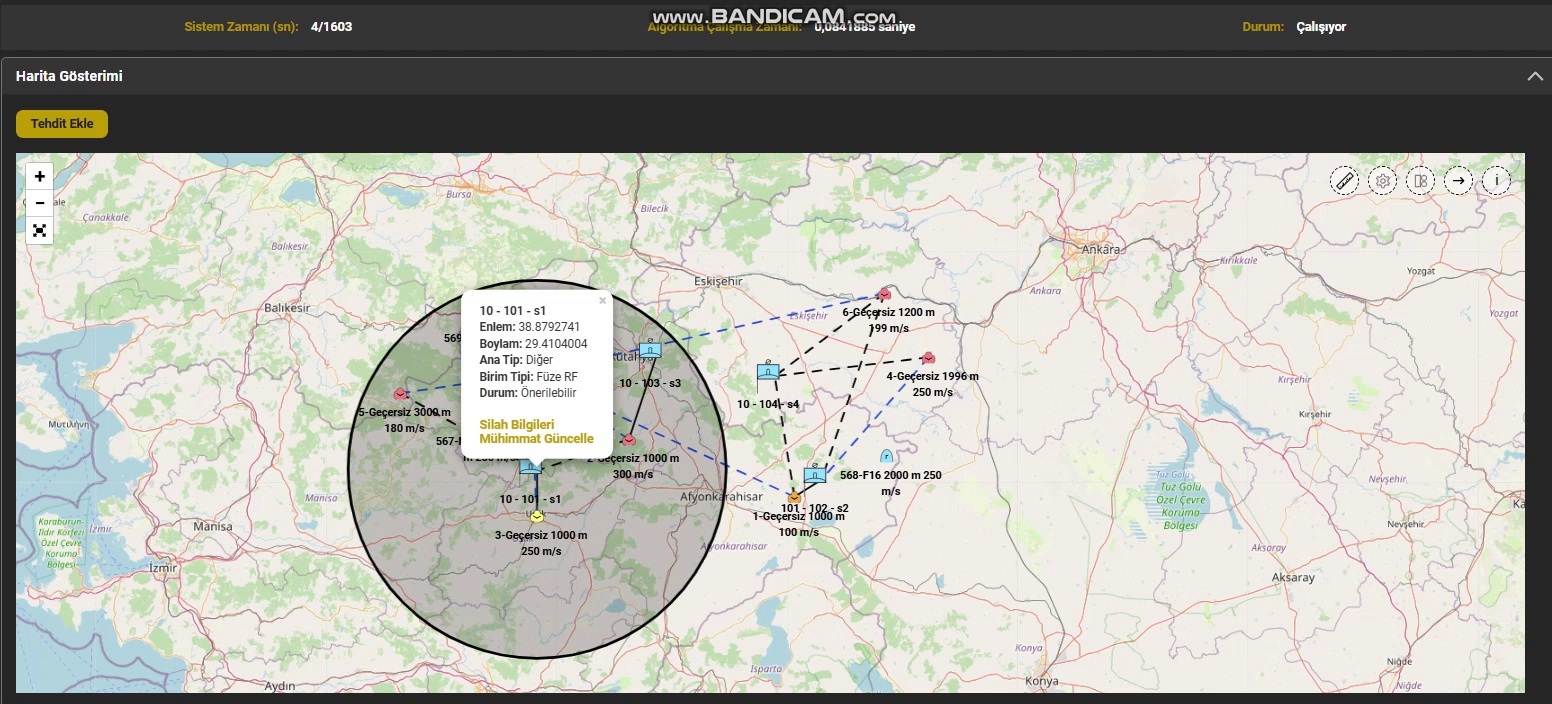 www.BANDICAM.com
Sistem Zamanı (sn): 4/1603
Algoritma Çalışma Zamanı: 0,0841885 saniye
Durum: Çalışıyor
Harita Gösterimi
Tehdit Ekle
+
−
Çanakkale
Bursa
Bilecik
Balıkesir
Balıkesir
Eskişehir
Eskişehir
Ankara
Ankara
Kırıkkale
Yozgat
Yozgat
6-Geçersiz 1200 m
199 m/s
10 - 101 - s1
Enlem: 38.8792741
Boylam: 29.4104004
Ana Tip: Diğer
Birim Tipi: Füze RF
Durum: Önerilebilir
Silah Bilgileri
Mühimmat Güncelle
×
569
10 - 103 - s3
4-Geçersiz 1996 m
250 m/s
10 - 104 - s4
Kırşehir
Kırşehir
5-Geçersiz 3000 m
180 m/s
567-
2-Geçersiz 1000 m
300 m/s
568-F16 2000 m 250
m/s
Tuz Gölü
Özel Çevre
Koruma
Bölgesi
Nevşehir
Nevşehir
10 - 101 - s1
Manisa
Manisa
Afyonkarahisar
Afyonkarahisar
101 - 102 - s2
1-Geçersiz 1000 m
100 m/s
3-Geçersiz 1000 m
250 m/s
Karaburun-
Ildır Körfezi
Özel Çevre
Koruma
Bölgesi
İzmir
İzmir
Aksaray
Aksaray
Isparta
Konya
Konya
Niğde
Niğde
Aydın